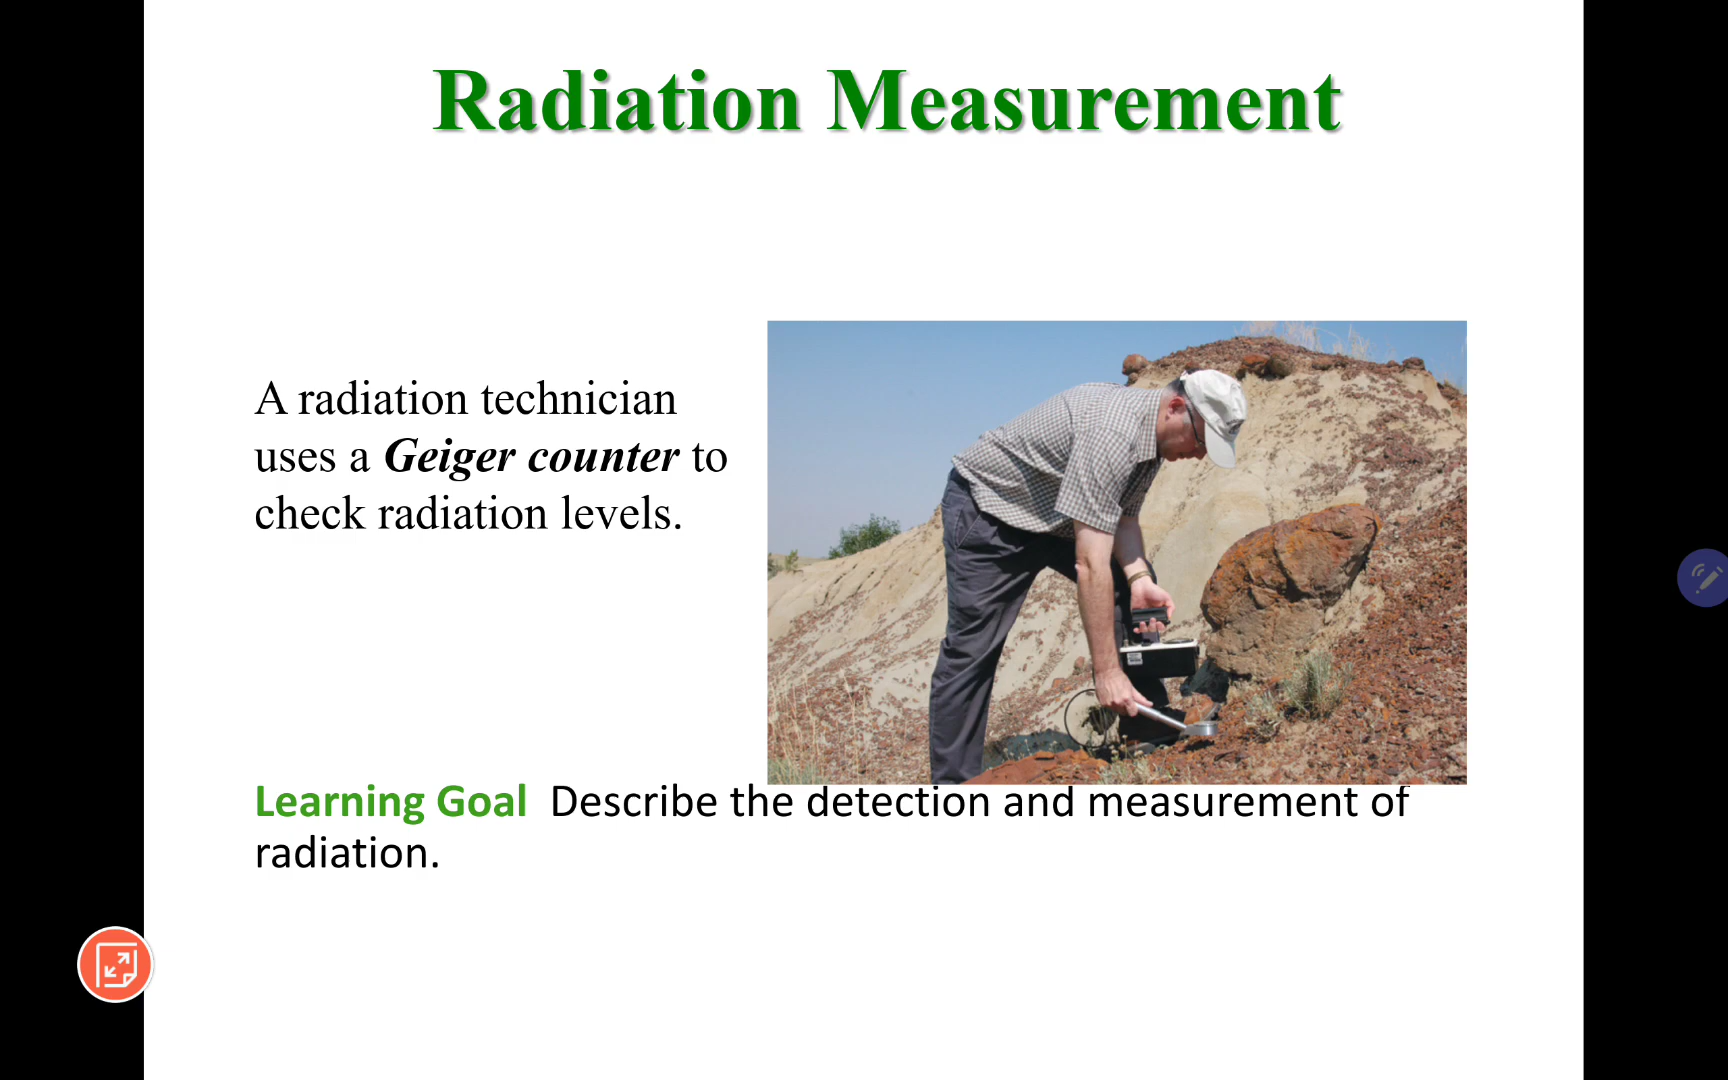 Radiation Measurement
A radiation technician
uses a Geiger counter to
check radiation levels.
Learning Goal Describe the detection and measurement of
radiation.